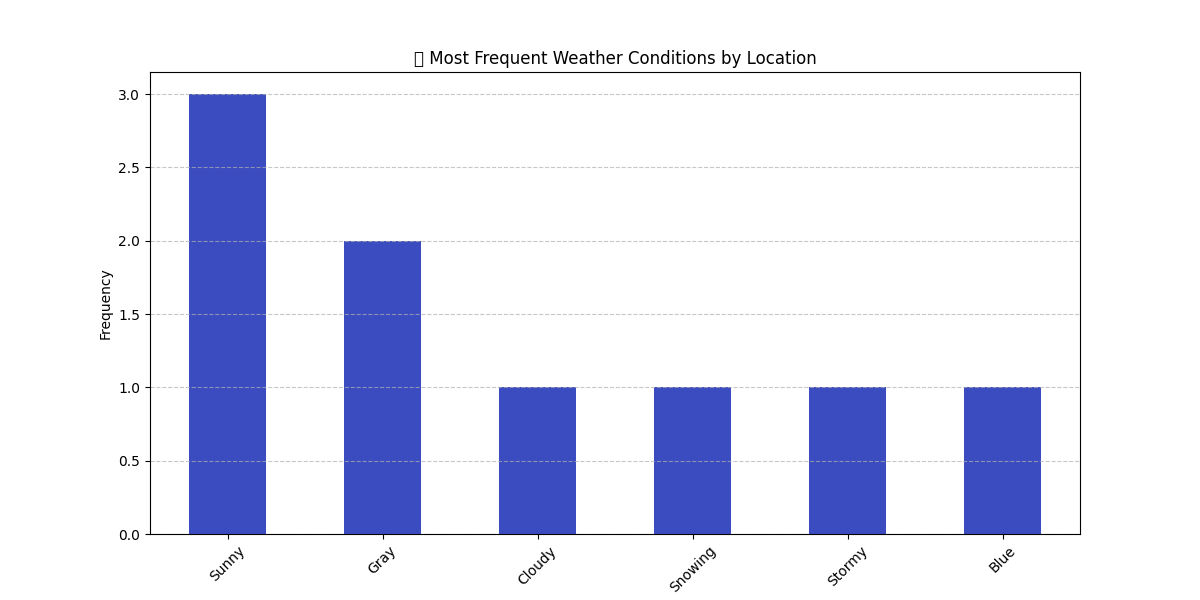 Most Frequent Weather Conditions by Location
3.0
2.5
2.0
1.5
1.0
0.5
0.0
Frequency
Sunny
Gray
Cloudy
Snowing
Stormy
Blue